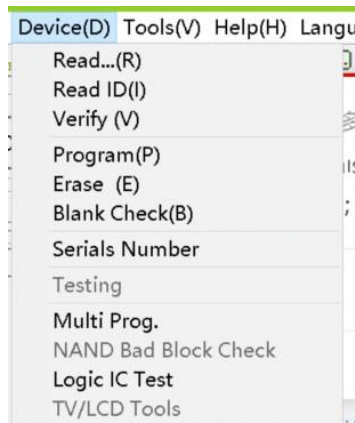 Device(D) Tools(V) Help(H) Langu
Read...(R)
Read ID(I)
Verify (V)
Program(P)
Erase (E)
Blank Check(B)
Serials Number
Testing
Multi Prog.
NAND Bad Block Check
Logic IC Test
TV/LCD Tools